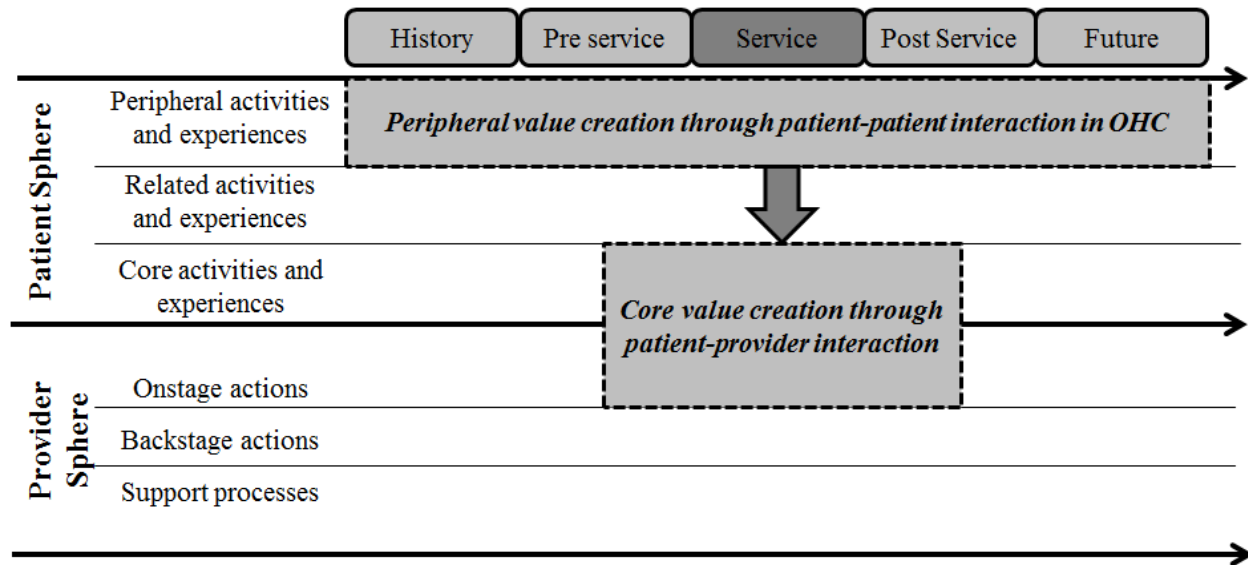 History Pre service Service Post Service Future
Patient Sphere
Peripheral activities
and experiences
Peripheral value creation through patient-patient interaction in OHC
Related activities
and experiences
Core activities and
experiences
Core value creation through
patient-provider interaction
Provider
Sphere
Onstage actions
Backstage actions
Support processes